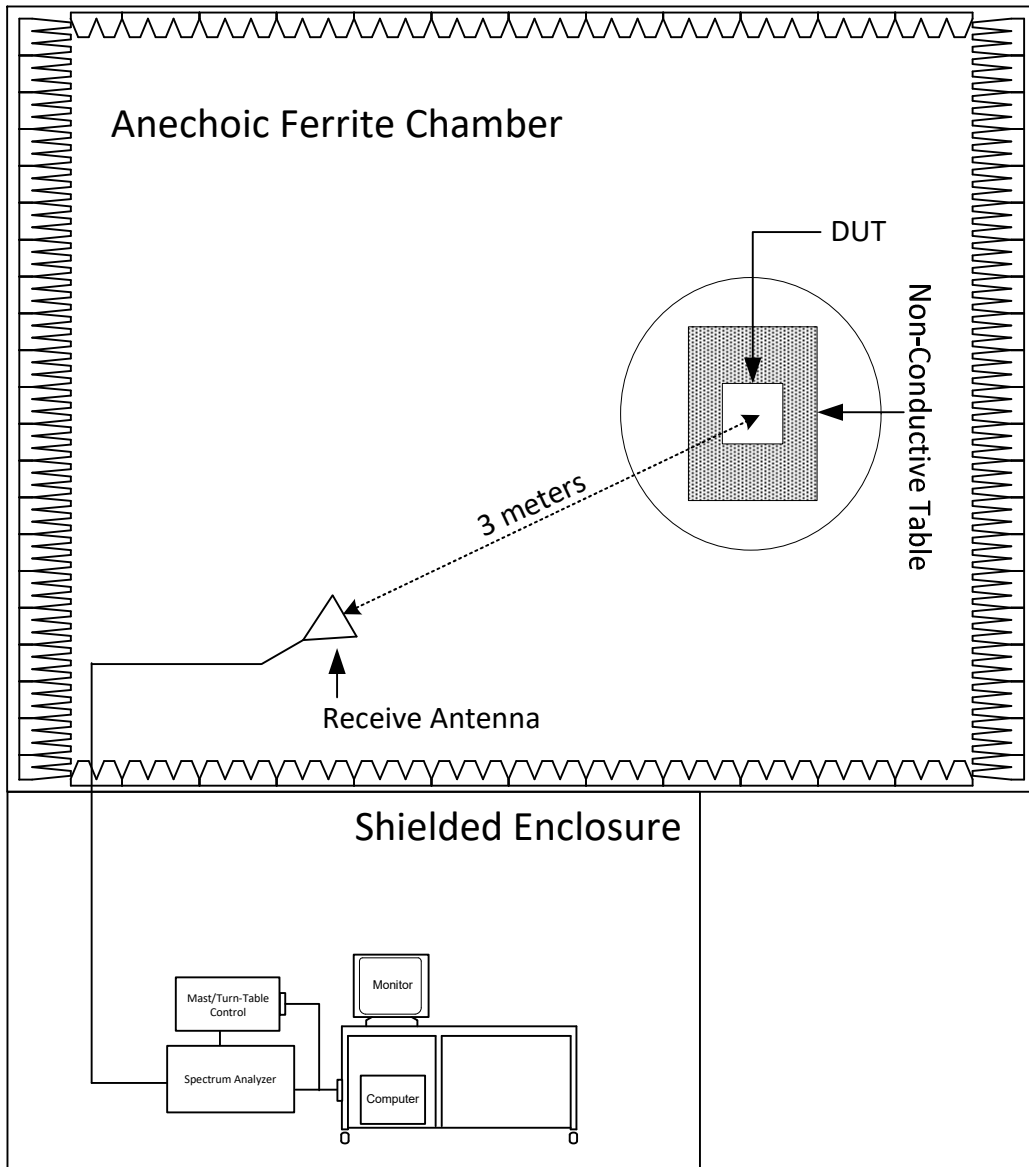 Anechoic Ferrite Chamber
DUT
Non-Conductive Table
3 meters
Receive Antenna
Shielded Enclosure
Monitor
Mast/Turn-Table
Control
Spectrum Analyzer
Computer